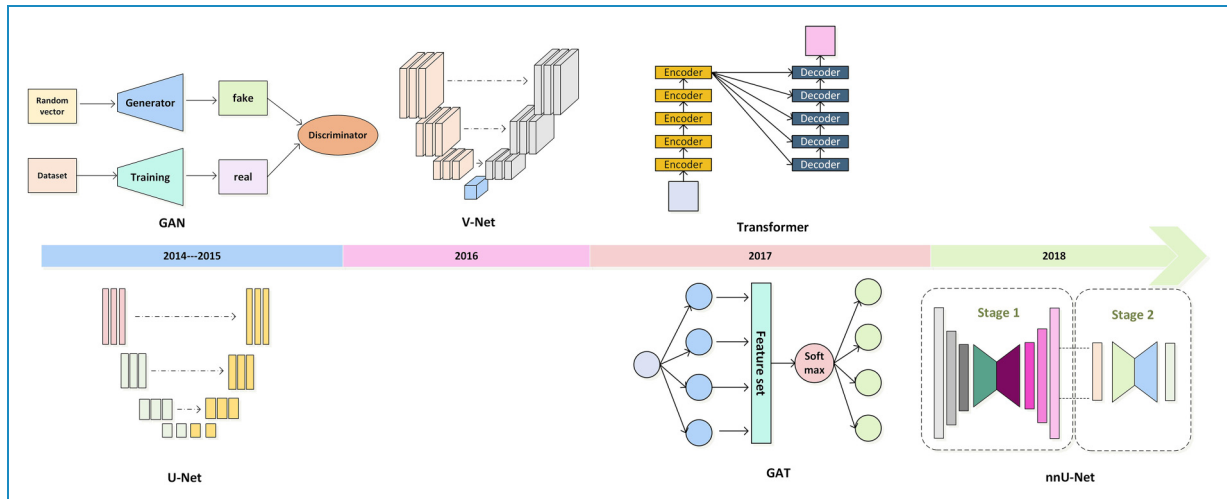 Random
vector
Generator
fake
Discriminator
Dataset
Training
real
GAN
V-Net
Encoder
Encoder
Encoder
Encoder
Encoder
Decoder
Decoder
Decoder
Decoder
Decoder
Transformer
2014---2015
2016
2017
2018
U-Net
Feature set
Soft
max
GAT
Stage 1
Stage 2
nnU-Net